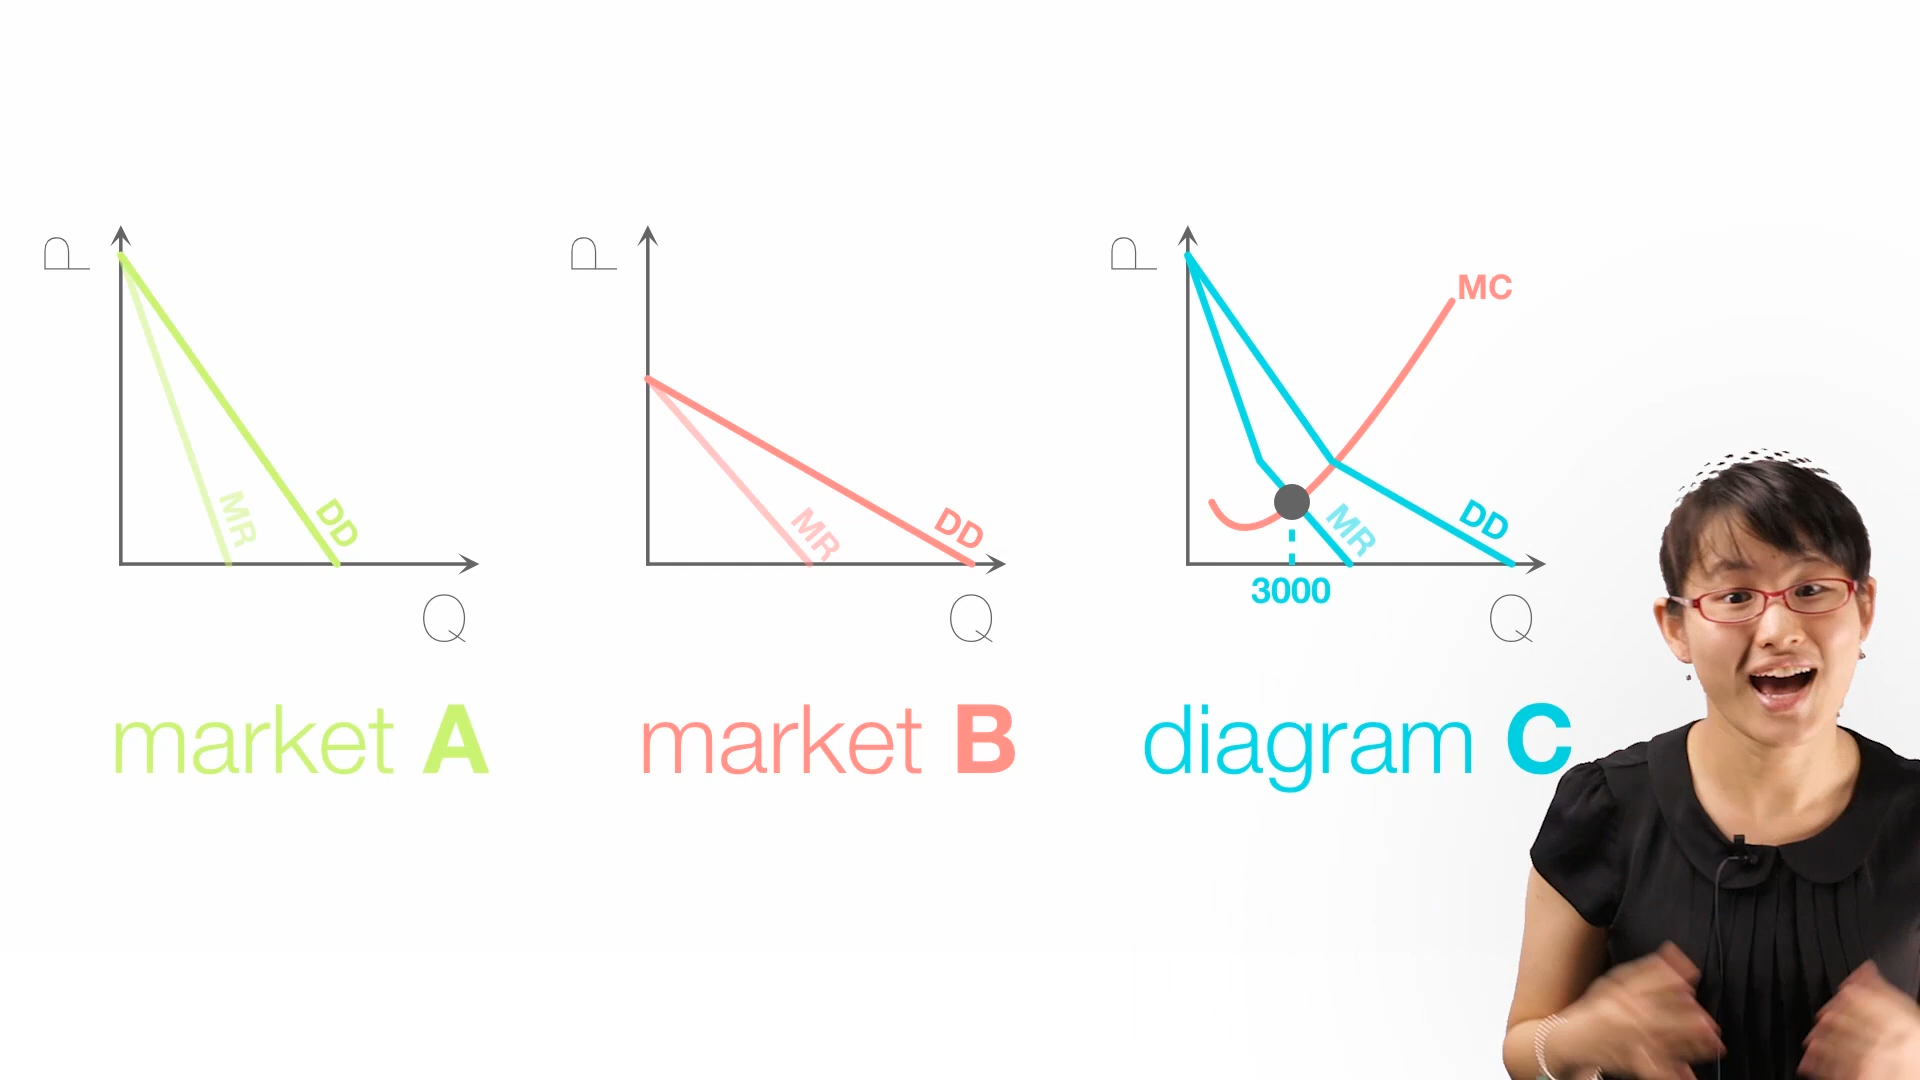 P
MR
DD
Q
market A
P
MR
DD
Q
market B
P
MC
MR
DD
3000
Q
diagram C